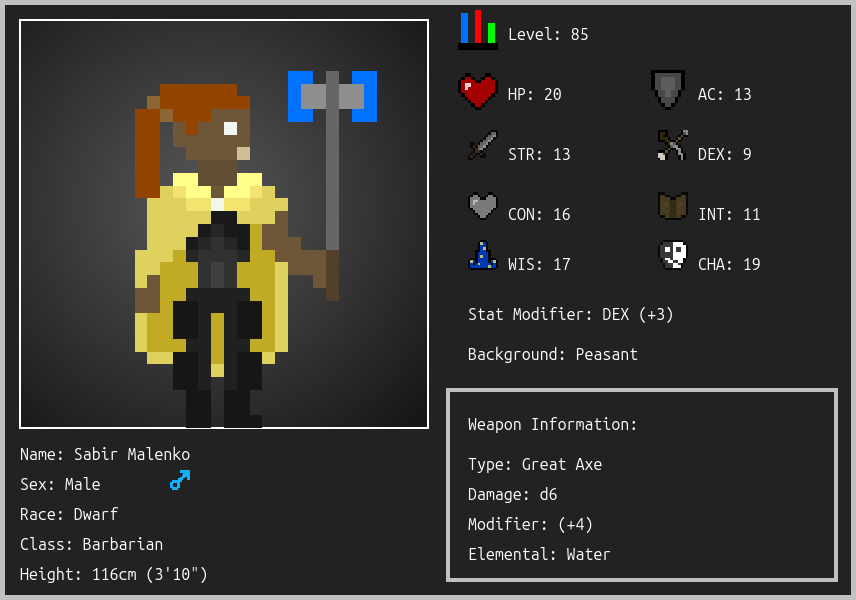 Level: 85
HP: 20 AC: 13
STR: 13 DEX: 9
CON: 16 INT: 11
WIS: 17 CHA: 19
Stat Modifier: DEX (+3)
Background: Peasant
Weapon Information:
Type: Great Axe
Damage: d6
Modifier: (+4)
Elemental: Water
Name: Sabir Malenko
Sex: Male
Race: Dwarf
Class: Barbarian
Height: 116cm (3'10")